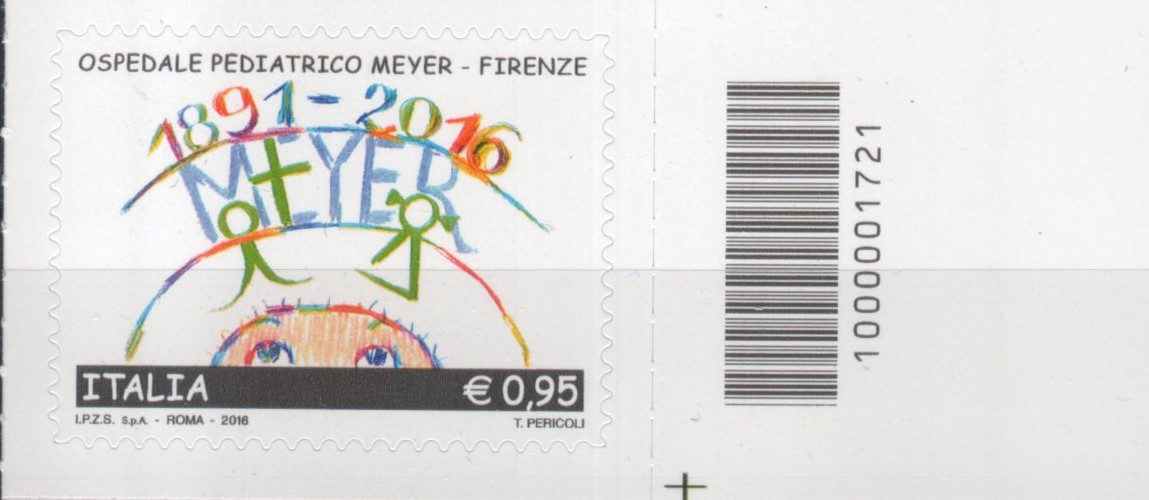 OSPEDALE PEDIATRICO MEYER - FIRENZE
1891-2016
MEYER
ITALIA € 0,95
I.P.Z.S. S.p.A. - ROMA - 2016 T. PERICOLI
1000001721